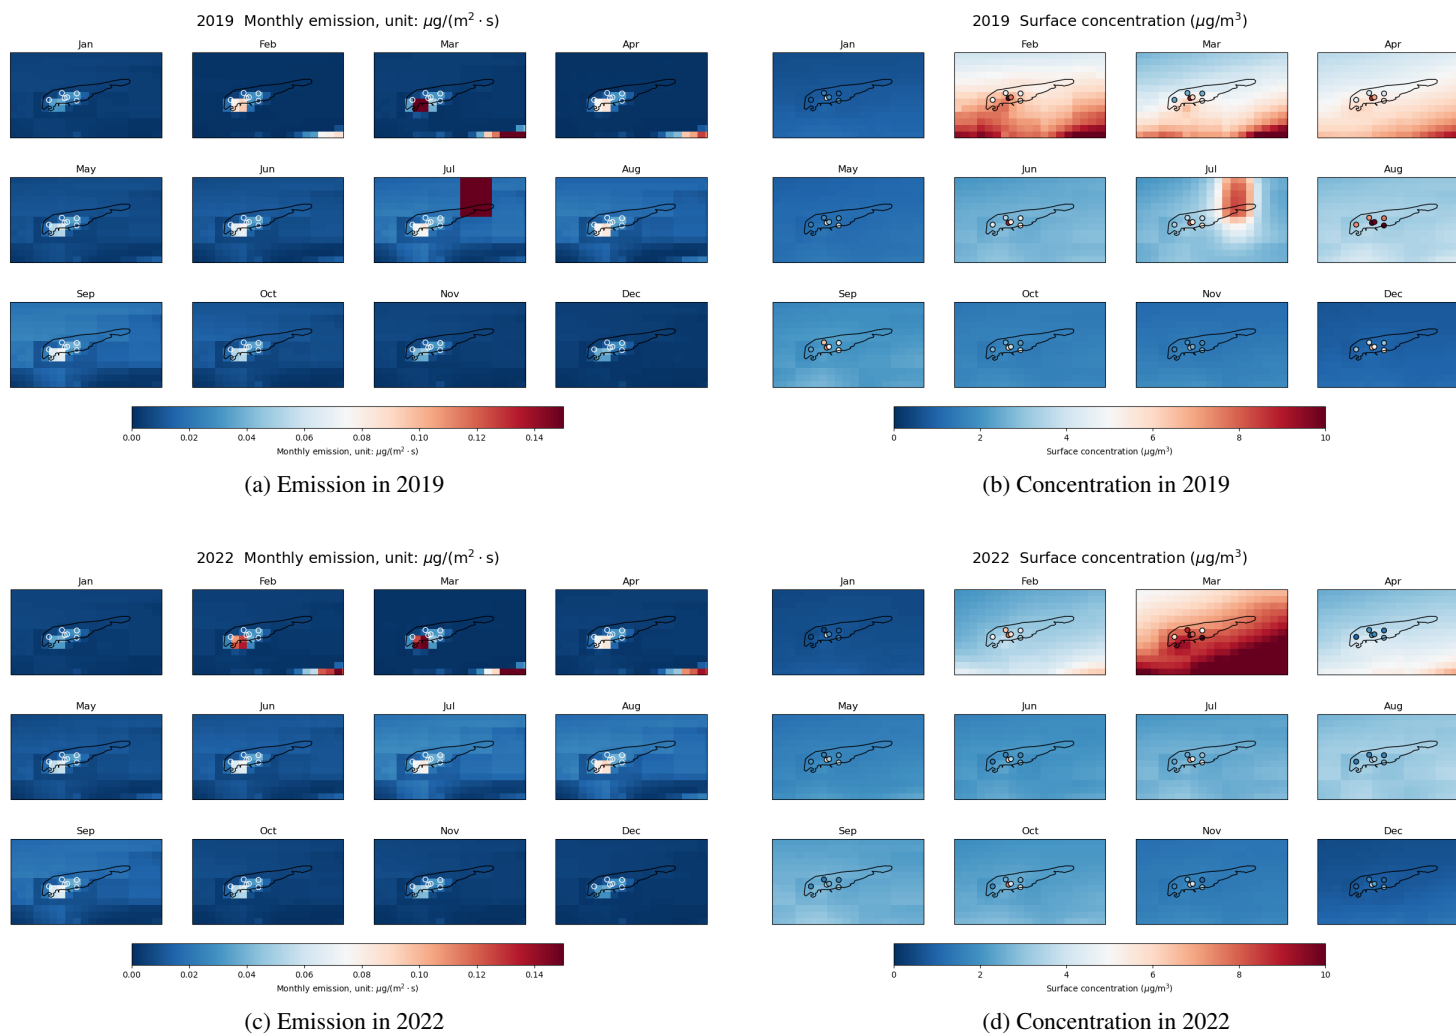 2019 Monthly emission, unit: μg/(m² · s)
Jan Feb Mar Apr
May Jun Jul Aug
Sep Oct Nov Dec
0.00 0.02 0.04 0.06 0.08 0.10 0.12 0.14
Monthly emission, unit: μg/(m² · s)
(a) Emission in 2019
2019 Surface concentration (μg/m³)
Jan Feb Mar Apr
May Jun Jul Aug
Sep Oct Nov Dec
0 2 4 6 8 10
Surface concentration (μg/m³)
(b) Concentration in 2019
2022 Monthly emission, unit: μg/(m² · s)
Jan Feb Mar Apr
May Jun Jul Aug
Sep Oct Nov Dec
0.00 0.02 0.04 0.06 0.08 0.10 0.12 0.14
Monthly emission, unit: μg/(m² · s)
(c) Emission in 2022
2022 Surface concentration (μg/m³)
Jan Feb Mar Apr
May Jun Jul Aug
Sep Oct Nov Dec
0 2 4 6 8 10
Surface concentration (μg/m³)
(d) Concentration in 2022